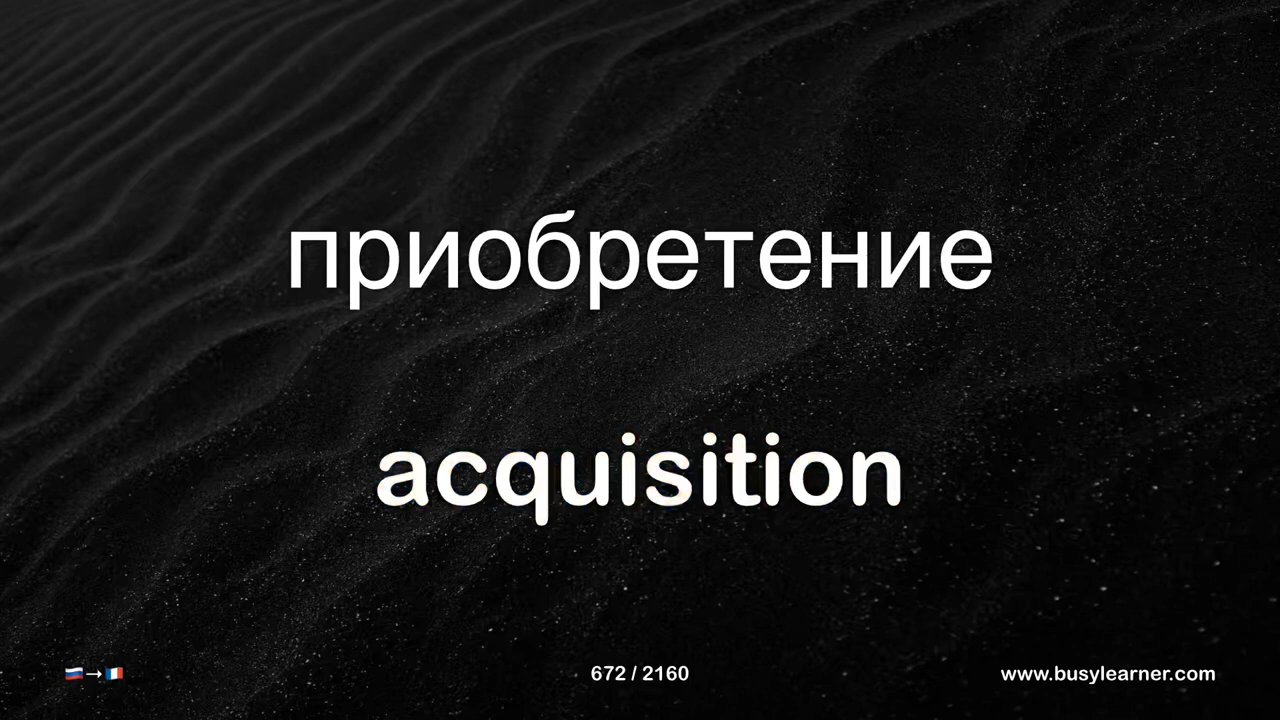 приобретение
acquisition
🇷🇺→🇫🇷 672 / 2160 www.busylearner.com